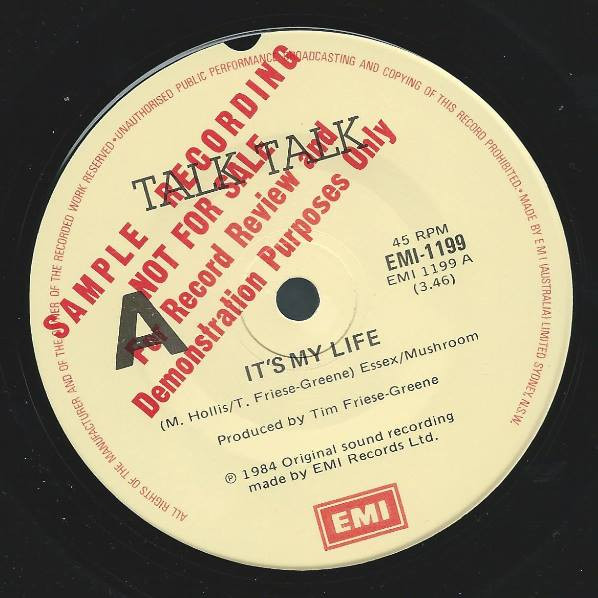 ALL RIGHTS OF THE MANUFACTURER AND OF THE OWNER OF THE RECORDED WORK RESERVED • UNAUTHORISED PUBLIC PERFORMANCE BROADCASTING AND COPYING OF THIS RECORD PROHIBITED • MADE BY EMI (AUSTRALIA) LIMITED SYDNEY, N.S.W.
TALK TALK
SAMPLE RECORDING
NOT FOR SALE
For Record Review and
Demonstration Purposes Only
A
45 RPM
EMI-1199
EMI 1199 A
(3.46)
IT'S MY LIFE
(M. Hollis/T. Friese-Greene) Essex/Mushroom
Produced by Tim Friese-Greene
℗ 1984 Original sound recording
made by EMI Records Ltd.
EMI